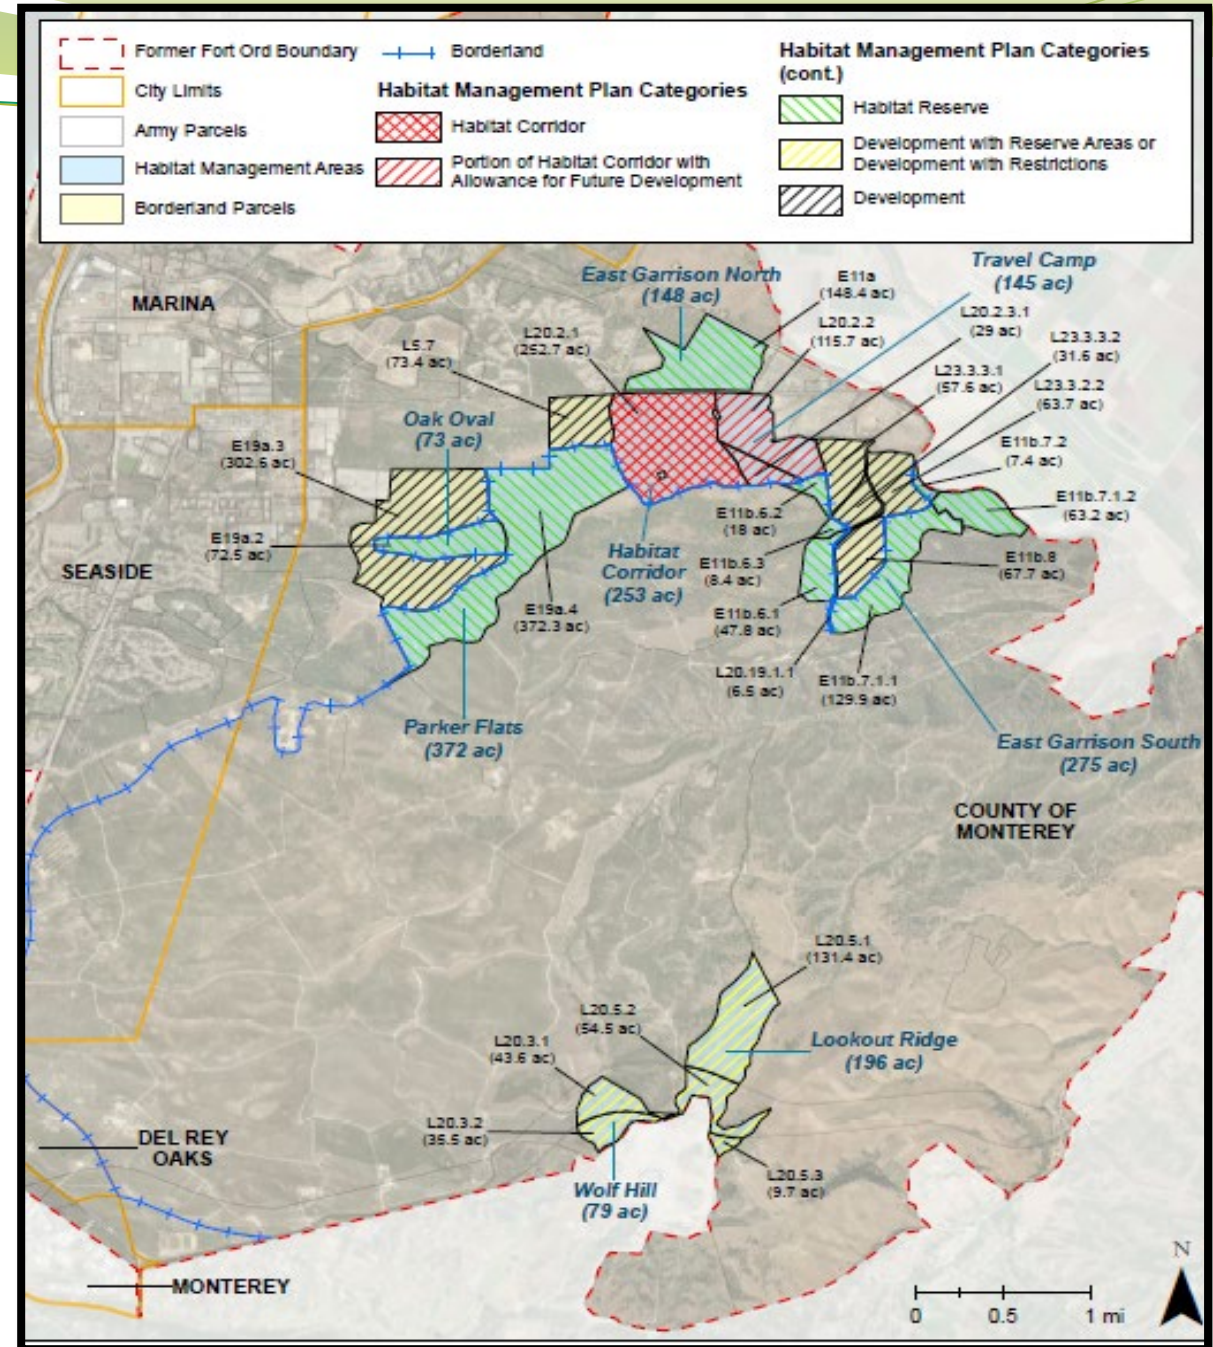 Former Fort Ord Boundary
City Limits
Army Parcels
Habitat Management Areas
Borderland Parcels
Borderland
Habitat Management Plan Categories
Habitat Corridor
Portion of Habitat Corridor with
Allowance for Future Development
Habitat Management Plan Categories
(cont.)
Habitat Reserve
Development with Reserve Areas or
Development with Restrictions
Development
Travel Camp
(145 ac)
East Garrison North
(148 ac)
E11a
(148.4 ac)
MARINA
L20.2.1
(252.7 ac)
L20.2.2
(115.7 ac)
L20.2.3.1
(29 ac)
L5.7
(73.4 ac)
L23.3.3.2
(31.6 ac)
L23.3.3.1
(57.6 ac)
L23.3.2.2
(63.7 ac)
Oak Oval
(73 ac)
E19a.3
(302.6 ac)
E11b.7.2
(7.4 ac)
E11b.7.1.2
(63.2 ac)
E11b.6.2
(18 ac)
E19a.2
(72.5 ac)
SEASIDE
Habitat
Corridor
(253 ac)
E11b.6.3
(8.4 ac)
E11b.8
(67.7 ac)
E19a.4
(372.3 ac)
E11b.6.1
(47.8 ac)
L20.19.1.1
(6.5 ac)
E11b.7.1.1
(129.9 ac)
Parker Flats
(372 ac)
East Garrison South
(275 ac)
COUNTY OF
MONTEREY
L20.5.1
(131.4 ac)
L20.5.2
(54.5 ac)
L20.3.1
(43.6 ac)
Lookout Ridge
(196 ac)
L20.3.2
(35.5 ac)
DEL REY
OAKS
L20.5.3
(9.7 ac)
Wolf Hill
(79 ac)
MONTEREY
N
0 0.5 1 mi